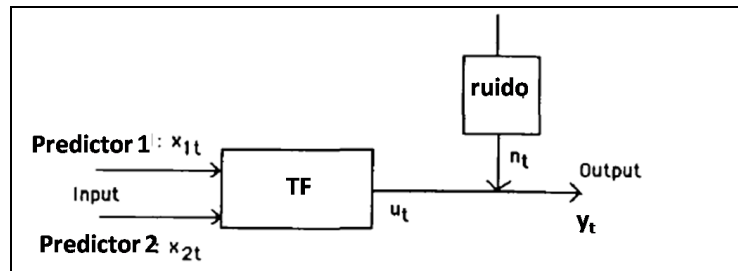 ruido
Predictor 1: x1t
nt
Output
Input
TF
ut
yt
Predictor 2: x2t